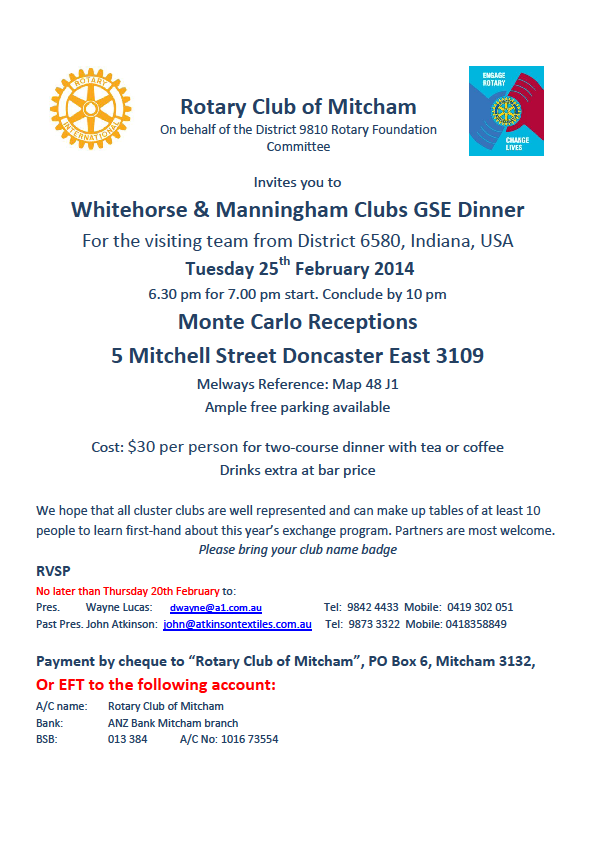 ROTARY
INTERNATIONAL
ENGAGE
ROTARY
CHANGE
LIVES
Rotary Club of Mitcham
On behalf of the District 9810 Rotary Foundation
Committee
Invites you to
Whitehorse & Manningham Clubs GSE Dinner
For the visiting team from District 6580, Indiana, USA
Tuesday 25th February 2014
6.30 pm for 7.00 pm start. Conclude by 10 pm
Monte Carlo Receptions
5 Mitchell Street Doncaster East 3109
Melways Reference: Map 48 J1
Ample free parking available
Cost: $30 per person for two-course dinner with tea or coffee
Drinks extra at bar price
We hope that all cluster clubs are well represented and can make up tables of at least 10
people to learn first-hand about this year's exchange program. Partners are most welcome.
Please bring your club name badge
RVSP
No later than Thursday 20th February to:
Pres. Wayne Lucas: dwayne@a1.com.au Tel: 9842 4433 Mobile: 0419 302 051
Past Pres. John Atkinson: john@atkinsontextiles.com.au Tel: 9873 3322 Mobile: 0418358849
Payment by cheque to “Rotary Club of Mitcham”, PO Box 6, Mitcham 3132,
Or EFT to the following account:
A/C name: Rotary Club of Mitcham
Bank: ANZ Bank Mitcham branch
BSB: 013 384 A/C No: 1016 73554